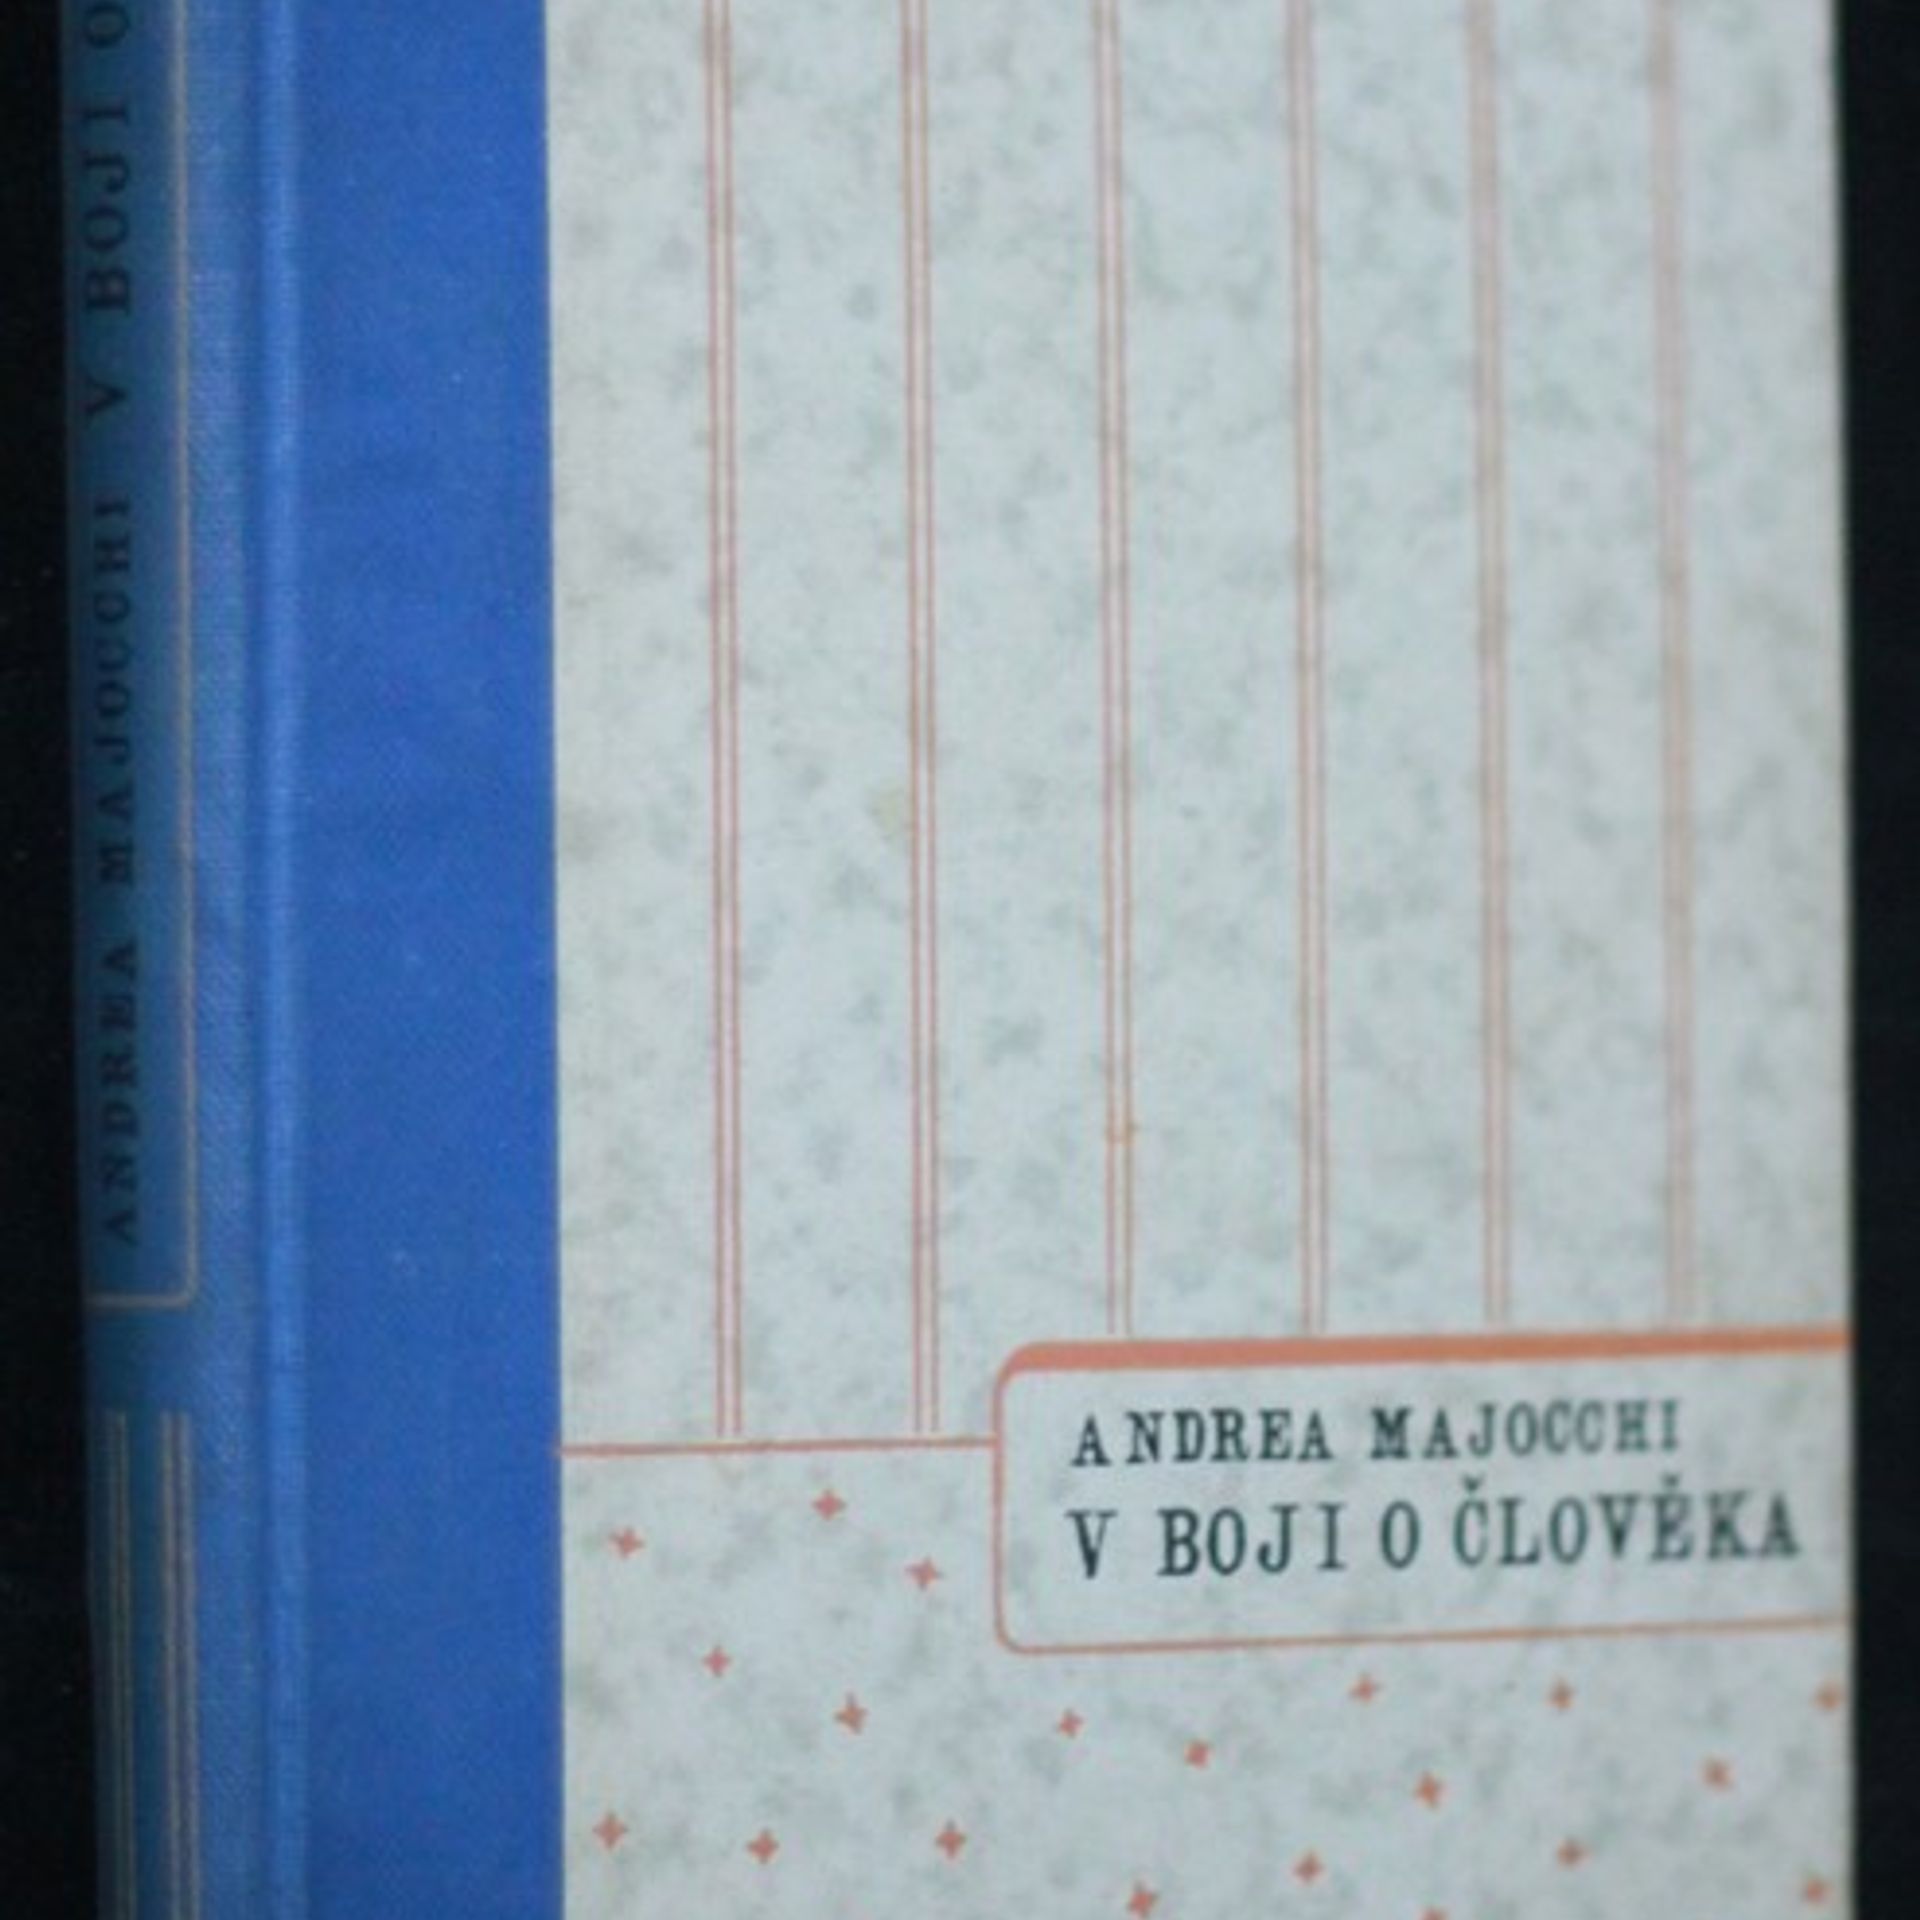 ANDREA MAJOCCHI V BOJI O
ANDREA MAJOCCHI
V BOJI O ČLOVĚKA